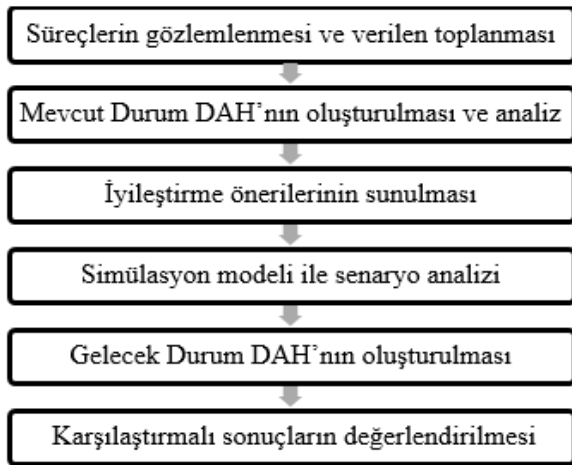 Süreçlerin gözlemlenmesi ve verilen toplanması
Mevcut Durum DAH’nın oluşturulması ve analiz
İyileştirme önerilerinin sunulması
Simülasyon modeli ile senaryo analizi
Gelecek Durum DAH’nın oluşturulması
Karşılaştırmalı sonuçların değerlendirilmesi